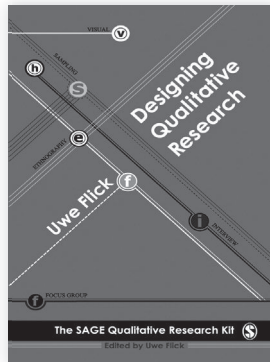 VISUAL
v
h
SAMPLING
s
Designing
Qualitative
Research
ETHNOGRAPHY
e
Uwe Flick
f
i
INTERVIEW
f
FOCUS GROUP
The SAGE Qualitative Research Kit
S
Edited by Uwe Flick